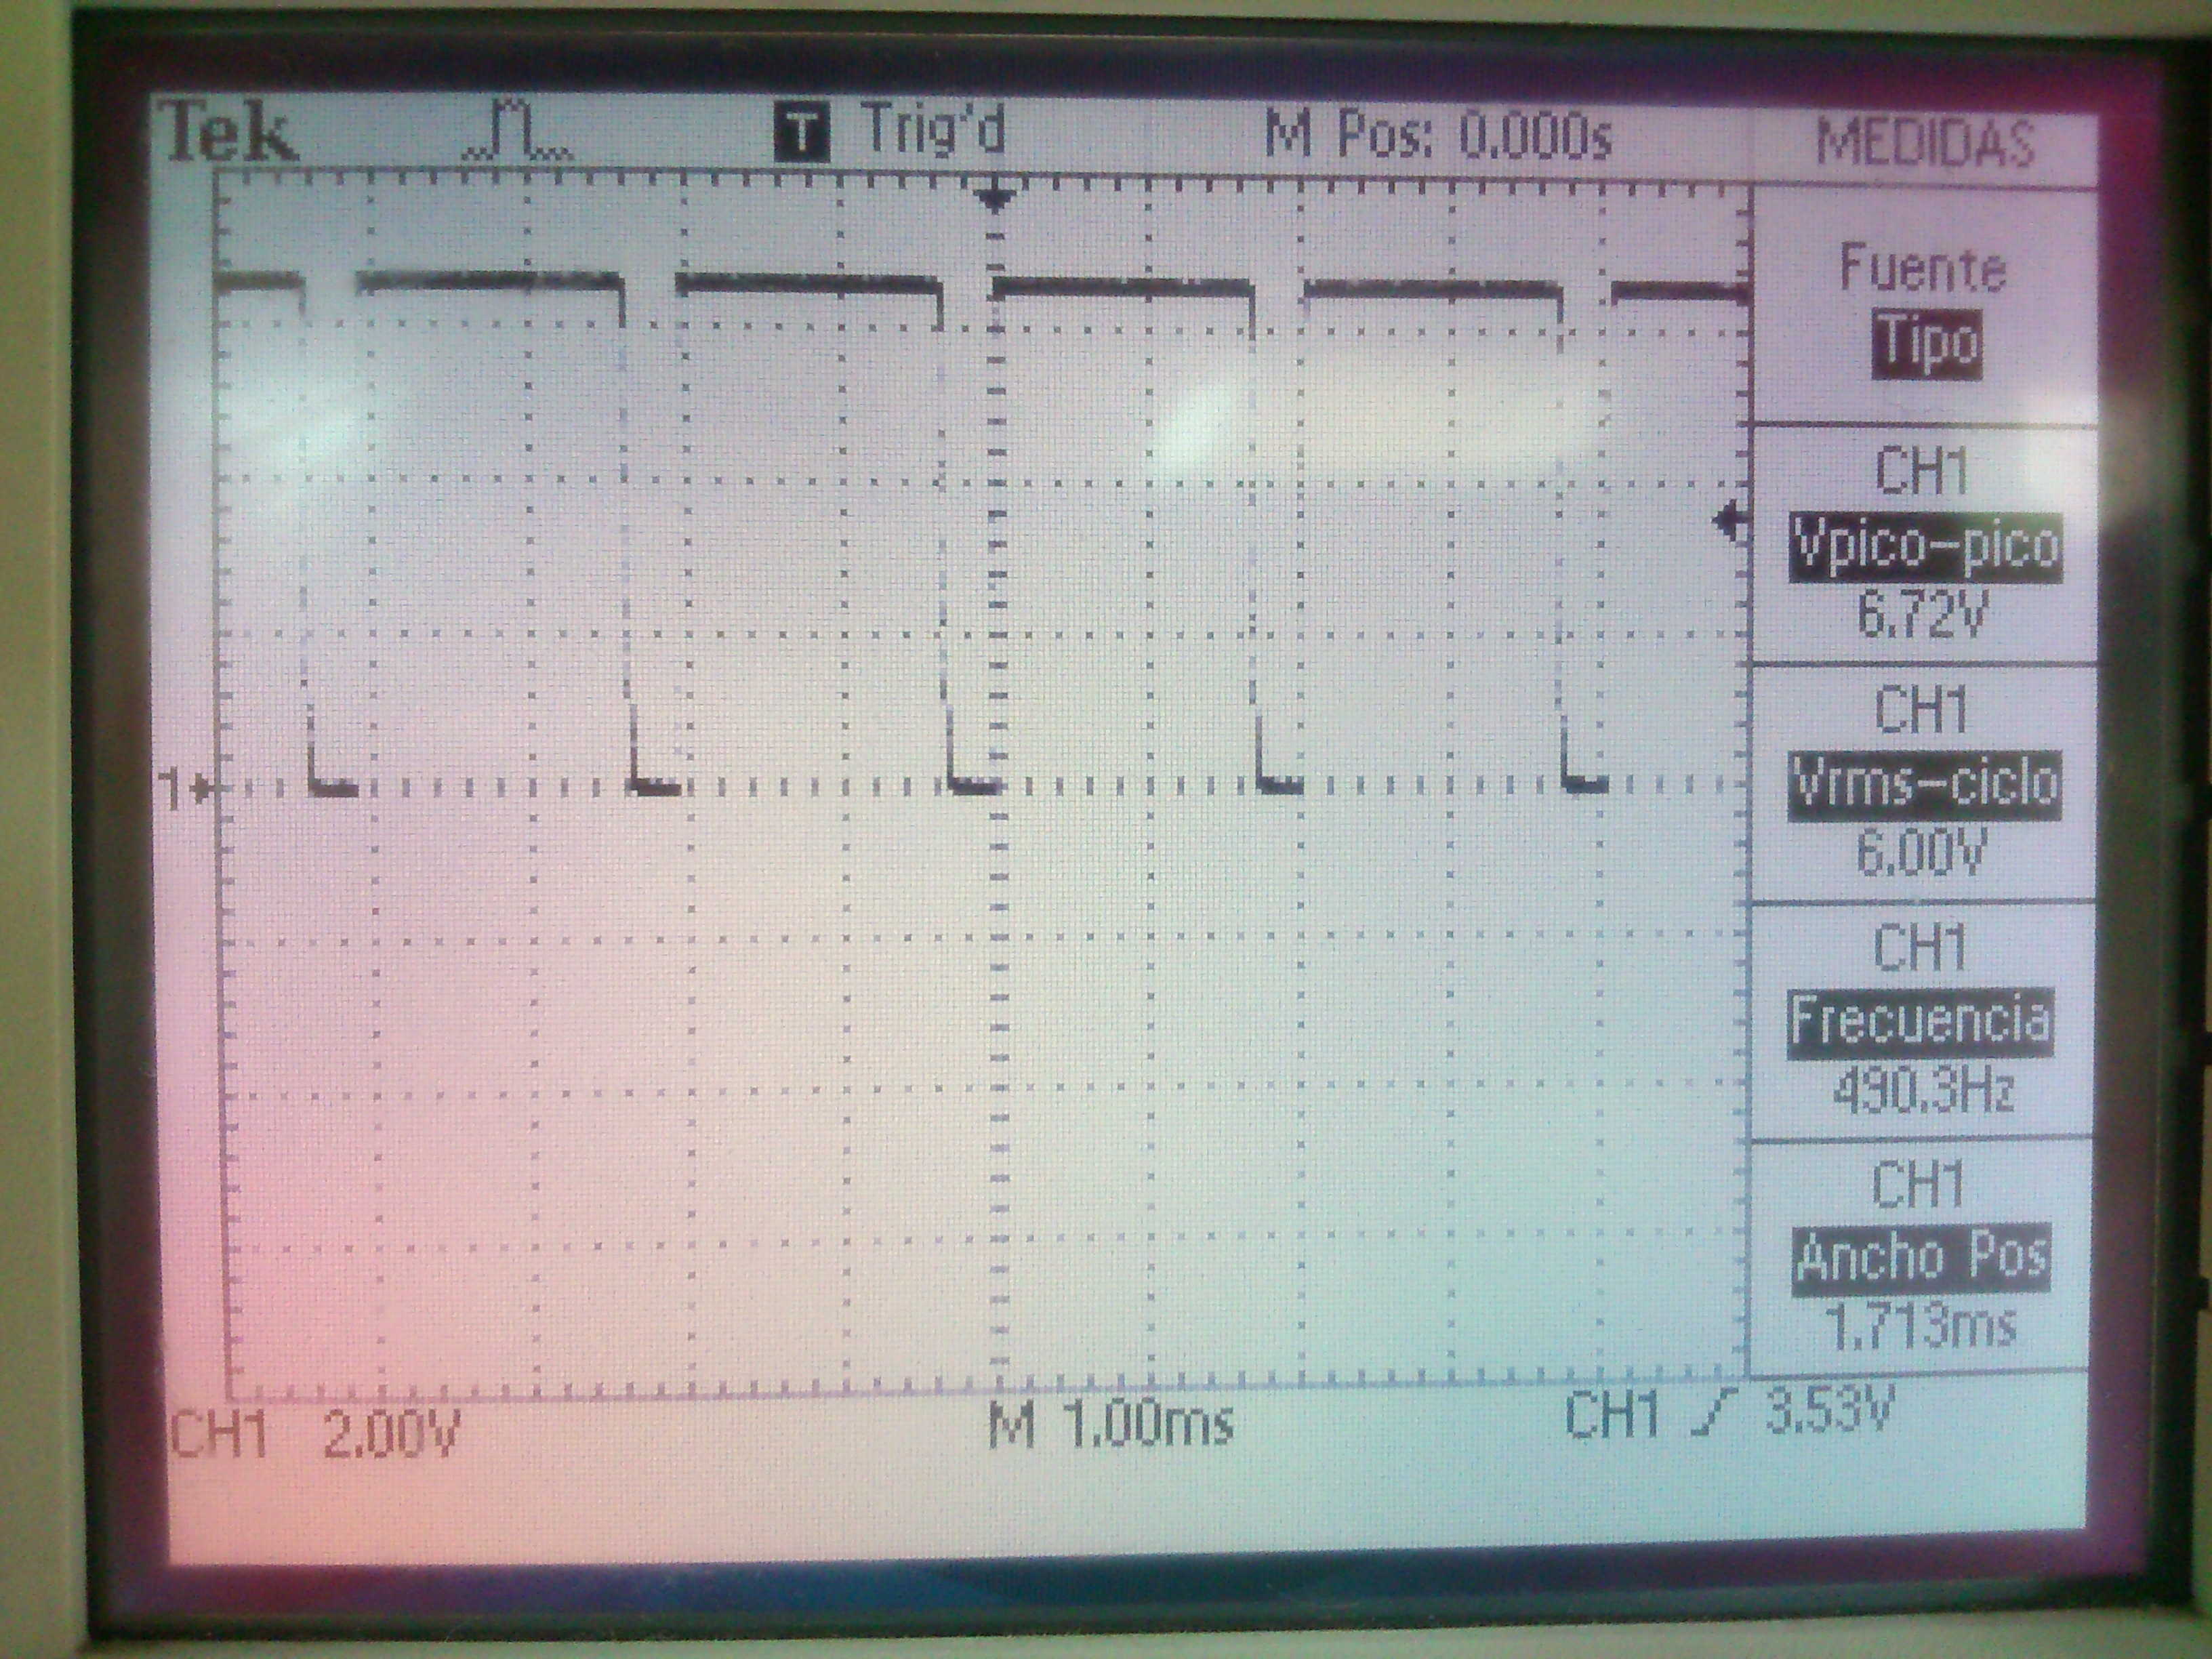 Tek T Trig'd M Pos: 0.000s MEDIDAS
Fuente
Tipo
CH1
Vpico-pico
6.72V
1
CH1
Vrms-ciclo
6.00V
CH1
Frecuencia
490.3Hz
CH1
Ancho Pos
1.713ms
CH1 2.00V M 1.00ms CH1 3.53V